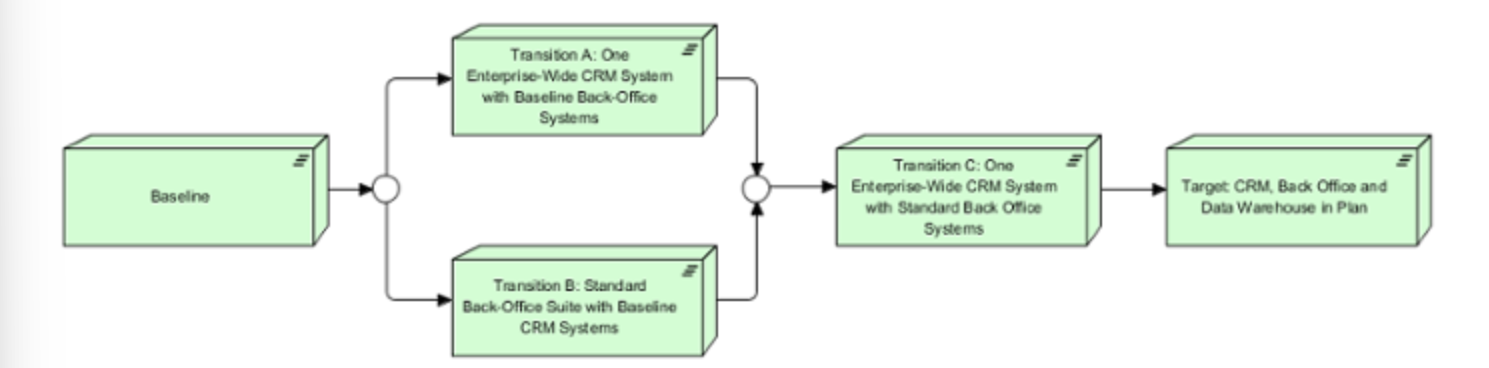 Transition A: One
Enterprise-Wide CRM System
with Baseline Back-Office
Systems
Baseline
Transition B: Standard
Back-Office Suite with Baseline
CRM Systems
Transition C: One
Enterprise-Wide CRM System
with Standard Back Office
Systems
Target: CRM, Back Office and
Data Warehouse in Plan